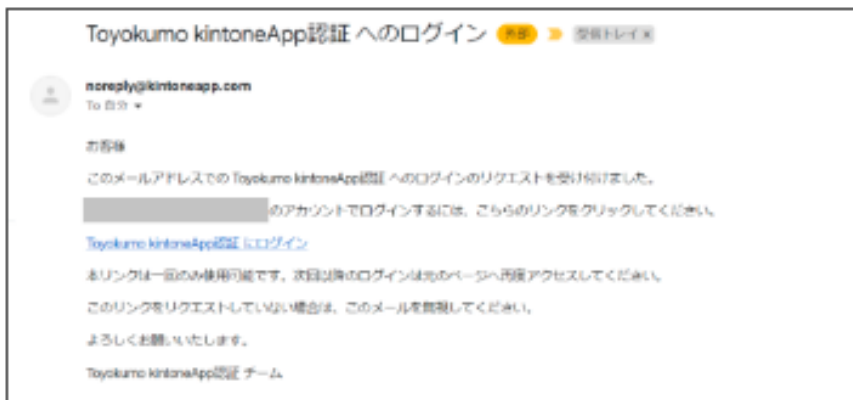 Toyokumo kintoneApp認証 へのログイン 外部 受信トレイ ×
noreply@kintoneapp.com
To 自分
お客様
このメールアドレスでの Toyokumo kintoneApp認証 へのログインのリクエストを受け付けました。
のアカウントでログインするには、こちらのリンクをクリックしてください。
Toyokumo kintoneApp認証 にログイン
本リンクは一回のみ使用可能です。次回以降のログインは元のページへ再度アクセスしてください。
このリンクをリクエストしていない場合は、このメールを無視してください。
よろしくお願いいたします。
Toyokumo kintoneApp認証 チーム